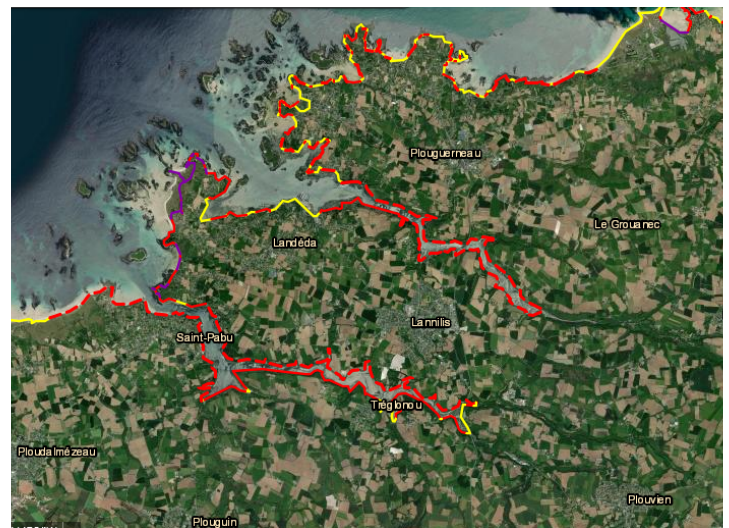 Plouguerneau
Le Grouanec
Landéda
Lannilis
Saint-Pabu
Tréglonou
Ploudalmézeau
Plouvien
Plouguin